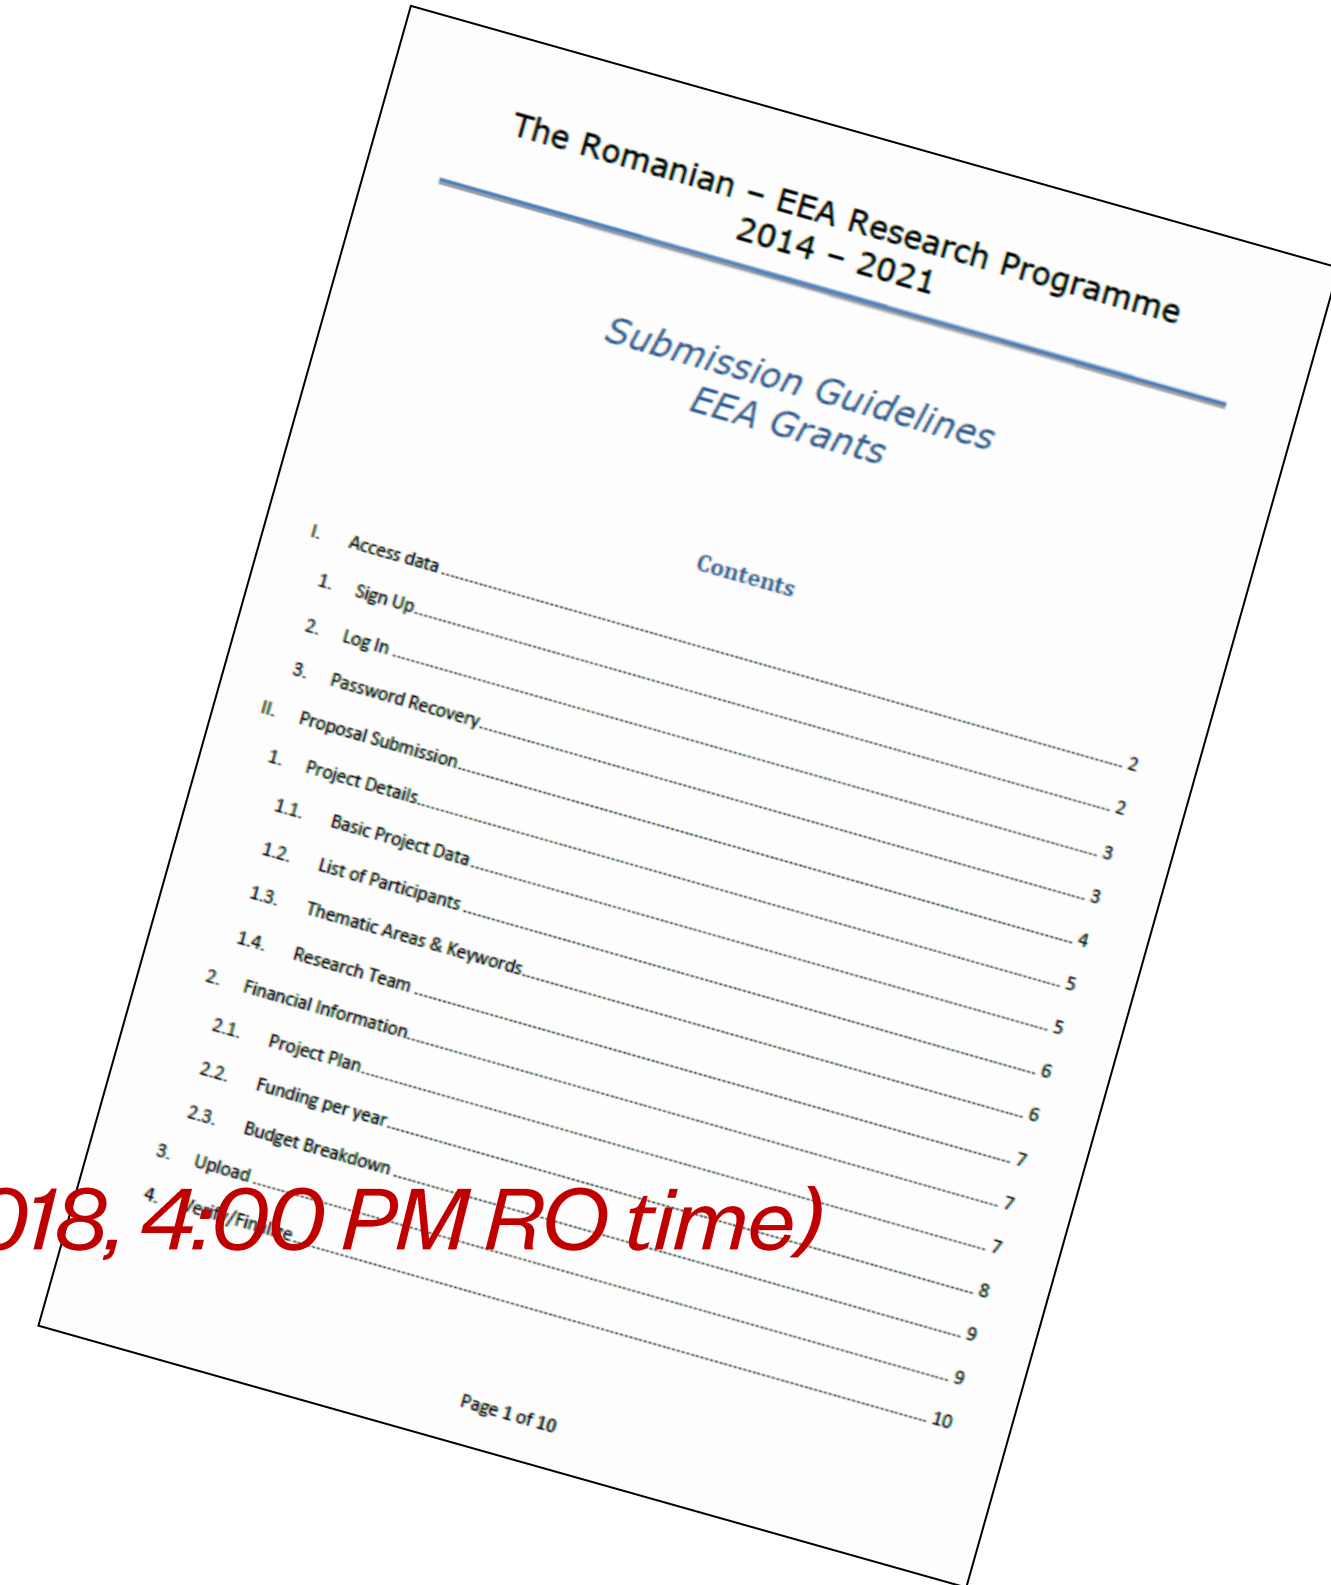 The Romanian – EEA Research Programme
2014 – 2021
Submission Guidelines
EEA Grants
Contents
I. Access data 2
1. Sign Up 2
2. Log In 3
3. Password Recovery 3
II. Proposal Submission 4
1. Project Details 5
1.1. Basic Project Data 5
1.2. List of Participants 6
1.3. Thematic Areas & Keywords 6
1.4. Research Team 7
2. Financial Information 7
2.1. Project Plan 7
2.2. Funding per year 8
2.3. Budget Breakdown 9
3. Upload 9
4. Verify/Finalize 10
018, 4:00 PM RO time)
Page 1 of 10